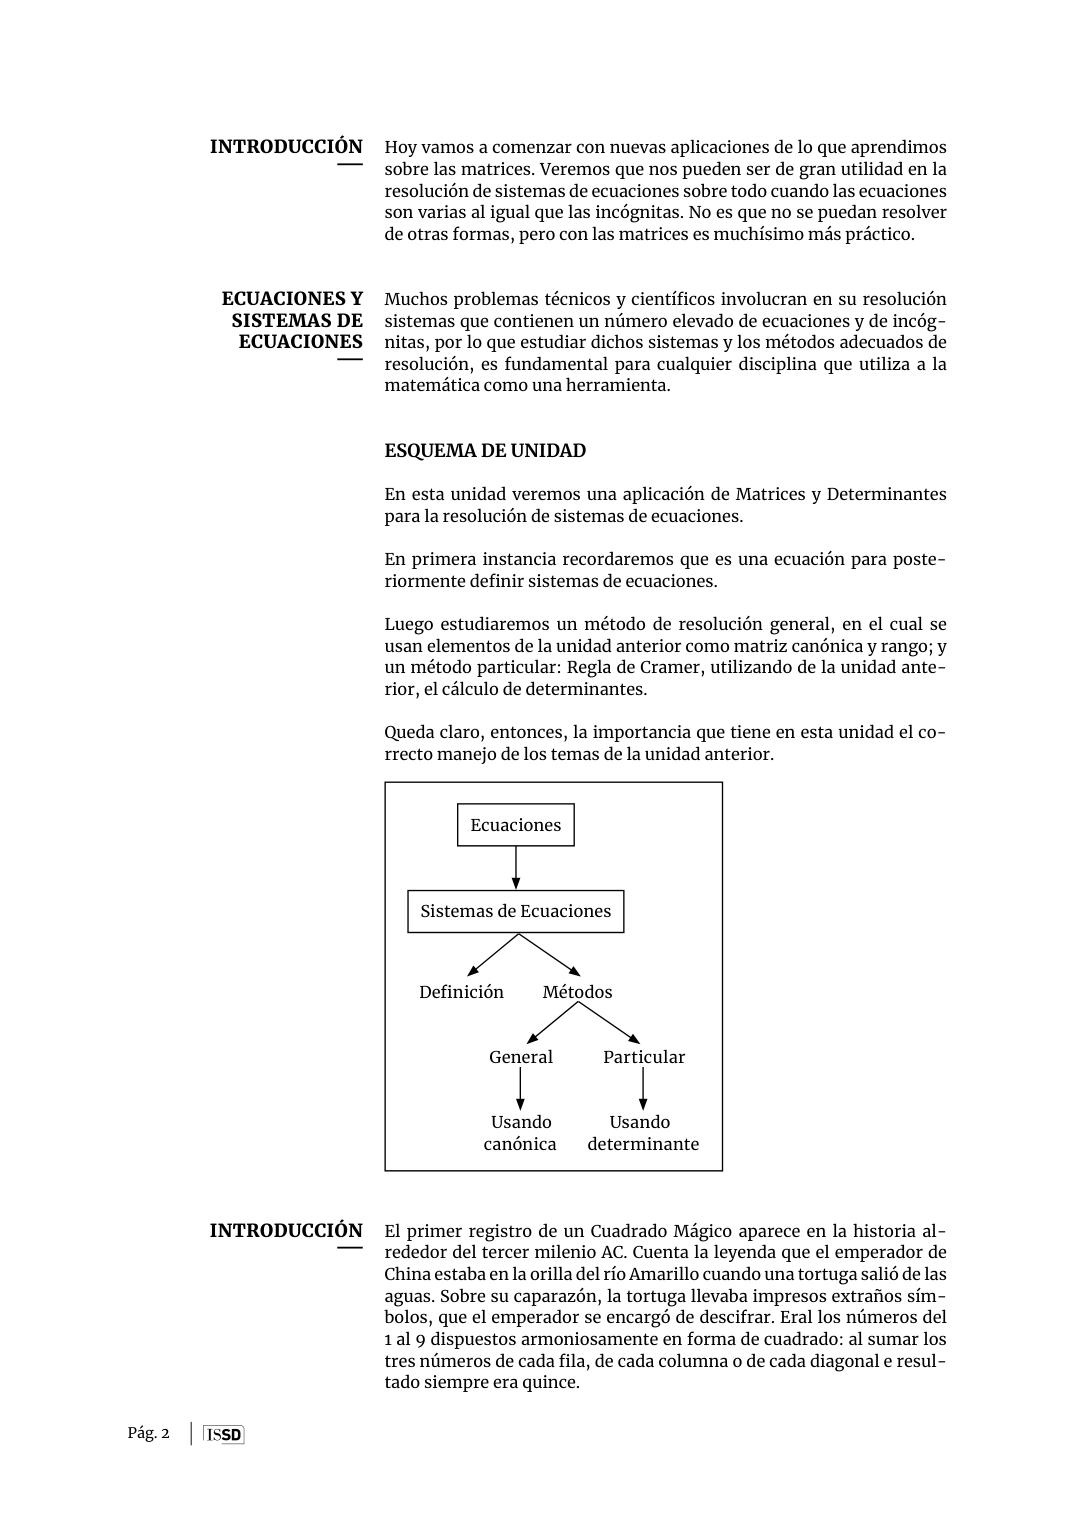 INTRODUCCIÓN
Hoy vamos a comenzar con nuevas aplicaciones de lo que aprendimos
sobre las matrices. Veremos que nos pueden ser de gran utilidad en la
resolución de sistemas de ecuaciones sobre todo cuando las ecuaciones
son varias al igual que las incógnitas. No es que no se puedan resolver
de otras formas, pero con las matrices es muchísimo más práctico.
ECUACIONES Y
SISTEMAS DE
ECUACIONES
Muchos problemas técnicos y científicos involucran en su resolución
sistemas que contienen un número elevado de ecuaciones y de incóg-
nitas, por lo que estudiar dichos sistemas y los métodos adecuados de
resolución, es fundamental para cualquier disciplina que utiliza a la
matemática como una herramienta.
ESQUEMA DE UNIDAD
En esta unidad veremos una aplicación de Matrices y Determinantes
para la resolución de sistemas de ecuaciones.
En primera instancia recordaremos que es una ecuación para poste-
riormente definir sistemas de ecuaciones.
Luego estudiaremos un método de resolución general, en el cual se
usan elementos de la unidad anterior como matriz canónica y rango; y
un método particular: Regla de Cramer, utilizando de la unidad ante-
rior, el cálculo de determinantes.
Queda claro, entonces, la importancia que tiene en esta unidad el co-
rrecto manejo de los temas de la unidad anterior.
Ecuaciones
Sistemas de Ecuaciones
Definición Métodos
General Particular
Usando
canónica
Usando
determinante
INTRODUCCIÓN
El primer registro de un Cuadrado Mágico aparece en la historia al-
rededor del tercer milenio AC. Cuenta la leyenda que el emperador de
China estaba en la orilla del río Amarillo cuando una tortuga salió de las
aguas. Sobre su caparazón, la tortuga llevaba impresos extraños sím-
bolos, que el emperador se encargó de descifrar. Eral los números del
1 al 9 dispuestos armoniosamente en forma de cuadrado: al sumar los
tres números de cada fila, de cada columna o de cada diagonal e resul-
tado siempre era quince.
Pág. 2
ISSD